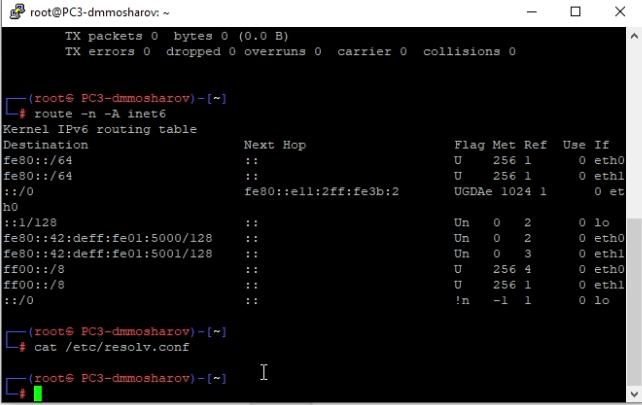 root@PC3-dmmosharov: ~
TX packets 0  bytes 0 (0.0 B)
TX errors 0  dropped 0 overruns 0  carrier 0  collisions 0
┌──(root㉿ PC3-dmmosharov)-[~]
└─# route -n -A inet6
Kernel IPv6 routing table
Destination                    Next Hop                   Flag Met Ref Use If
fe80::/64                      ::                         U    256 1     0 eth0
fe80::/64                      ::                         U    256 1     0 eth1
::/0                           fe80::e11:2ff:fe3b:2       UGDAe 1024 1     0 et
h0
::1/128                        ::                         Un   0   2     0 lo
fe80::42:deff:fe01:5000/128    ::                         Un   0   2     0 eth0
fe80::42:deff:fe01:5001/128    ::                         Un   0   3     0 eth1
ff00::/8                       ::                         U    256 4     0 eth0
ff00::/8                       ::                         U    256 1     0 eth1
::/0                           ::                         !n   -1  1     0 lo
┌──(root㉿ PC3-dmmosharov)-[~]
└─# cat /etc/resolv.conf
┌──(root㉿ PC3-dmmosharov)-[~]
└─#